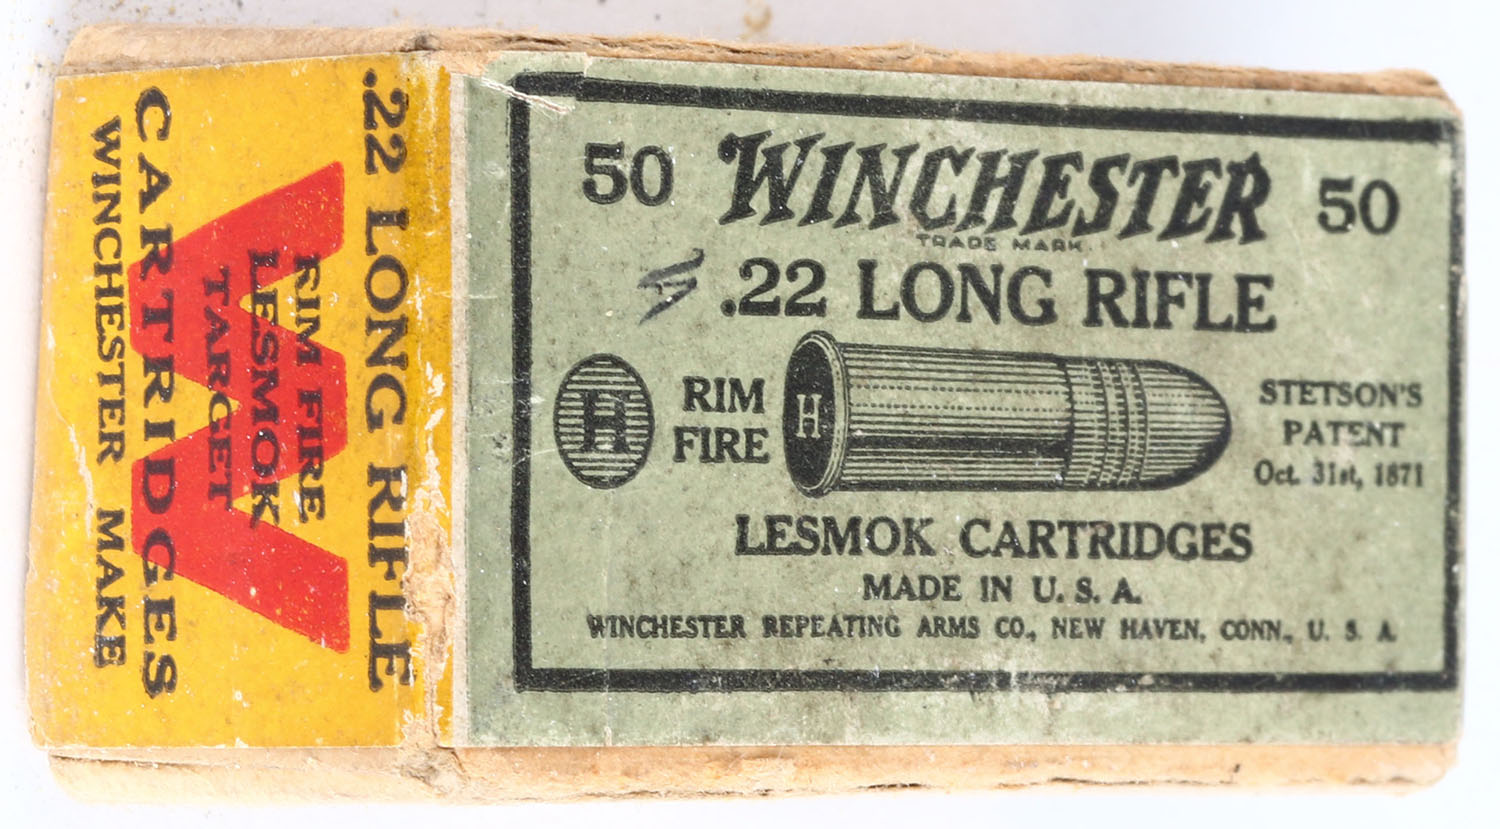 50 WINCHESTER 50
TRADE MARK.
.22 LONG RIFLE
H
RIM
FIRE
H
STETSON'S
PATENT
Oct. 31st, 1871
LESMOK CARTRIDGES
MADE IN U. S. A.
WINCHESTER REPEATING ARMS CO., NEW HAVEN, CONN., U. S. A.
.22 LONG RIFLE
W
RIM FIRE
LESMOK
TARGET
CARTRIDGES
WINCHESTER MAKE